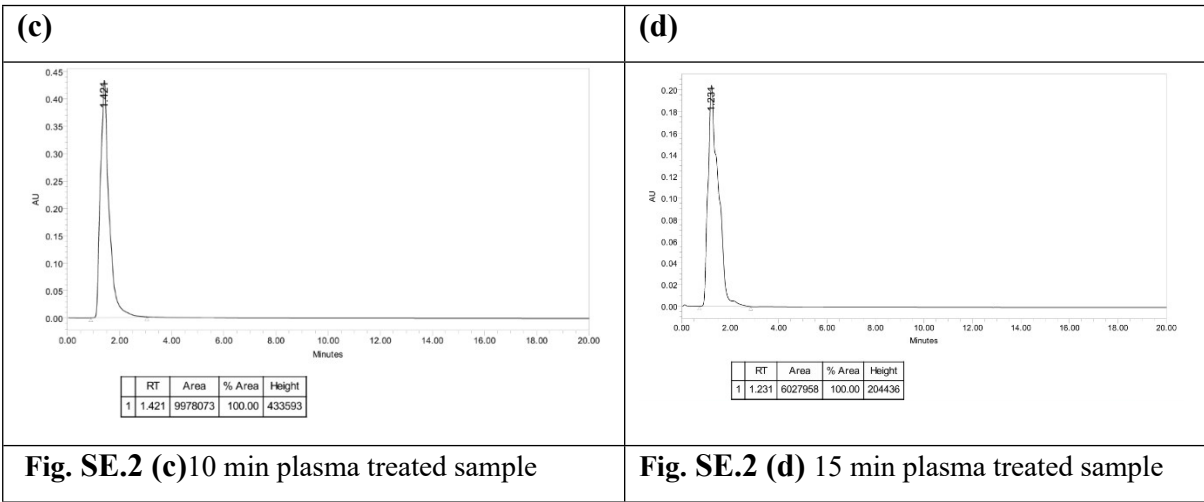 (c)
(d)
0.45
0.40
0.35
0.30
0.25
0.20
0.15
0.10
0.05
0.00
AU
1.421
0.00 2.00 4.00 6.00 8.00 10.00 12.00 14.00 16.00 18.00 20.00
Minutes
RT Area % Area Height
1 1.421 9978073 100.00 433593
0.20
0.18
0.16
0.14
0.12
0.10
0.08
0.06
0.04
0.02
0.00
AU
1.231
0.00 2.00 4.00 6.00 8.00 10.00 12.00 14.00 16.00 18.00 20.00
Minutes
RT Area % Area Height
1 1.231 6027958 100.00 204436
Fig. SE.2 (c)10 min plasma treated sample
Fig. SE.2 (d) 15 min plasma treated sample